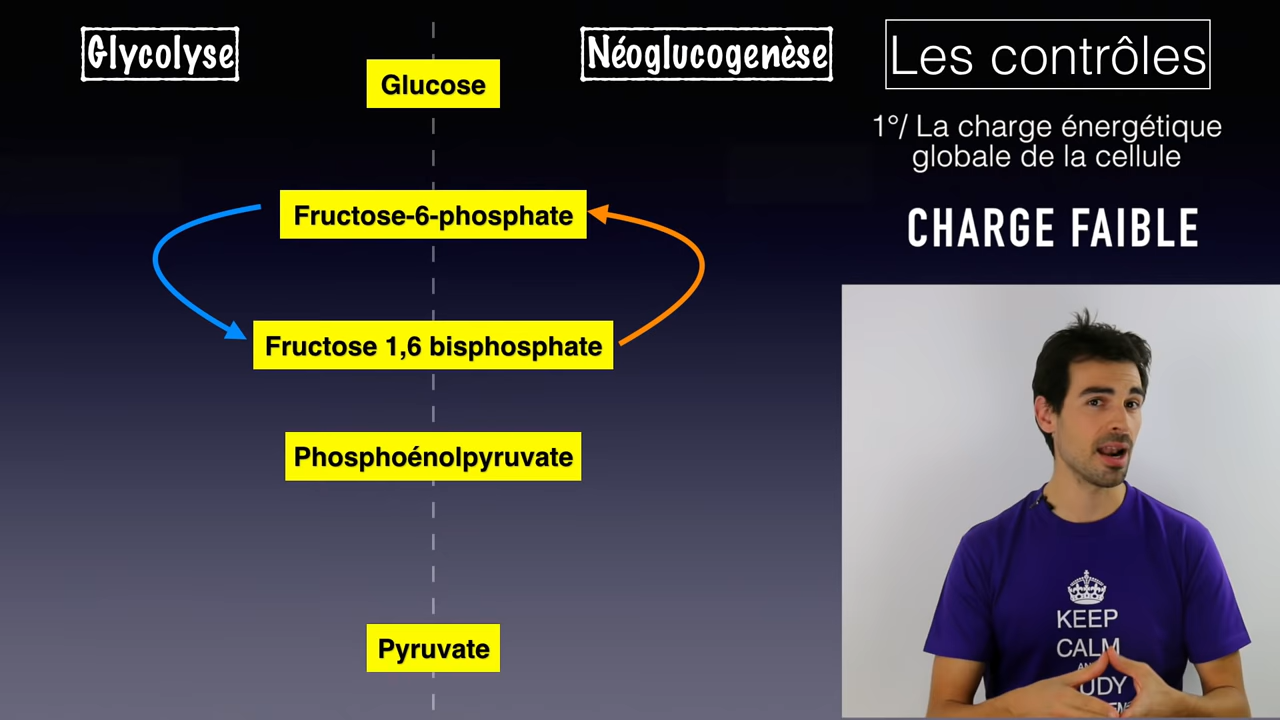 Glycolyse
Néoglucogenèse
Les contrôles
Glucose
1°/ La charge énergétique
globale de la cellule
Fructose-6-phosphate
CHARGE FAIBLE
Fructose 1,6 bisphosphate
Phosphoénolpyruvate
Pyruvate
KEEP
CALM